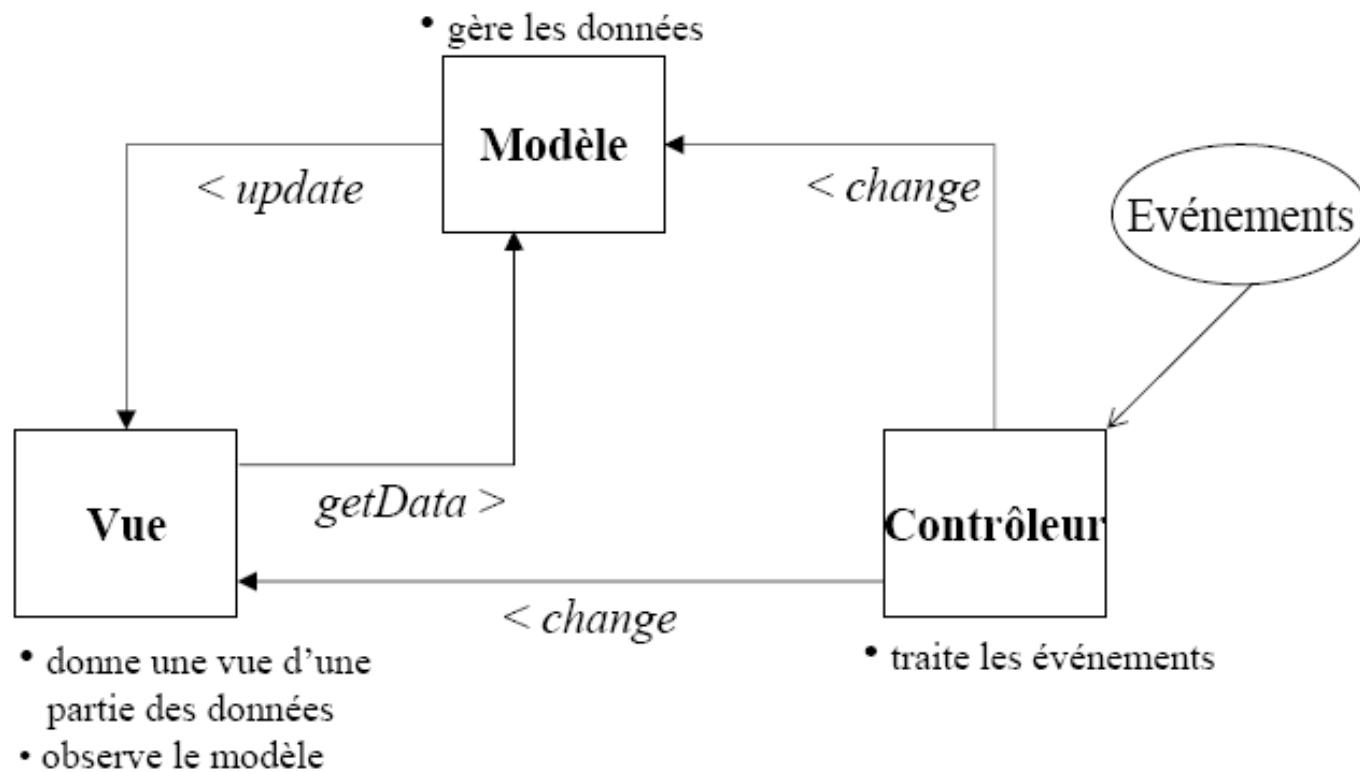 • gère les données
Modèle
< update
< change
Evénements
Vue
getData >
Contrôleur
< change
• donne une vue d’une
partie des données
• observe le modèle
• traite les événements